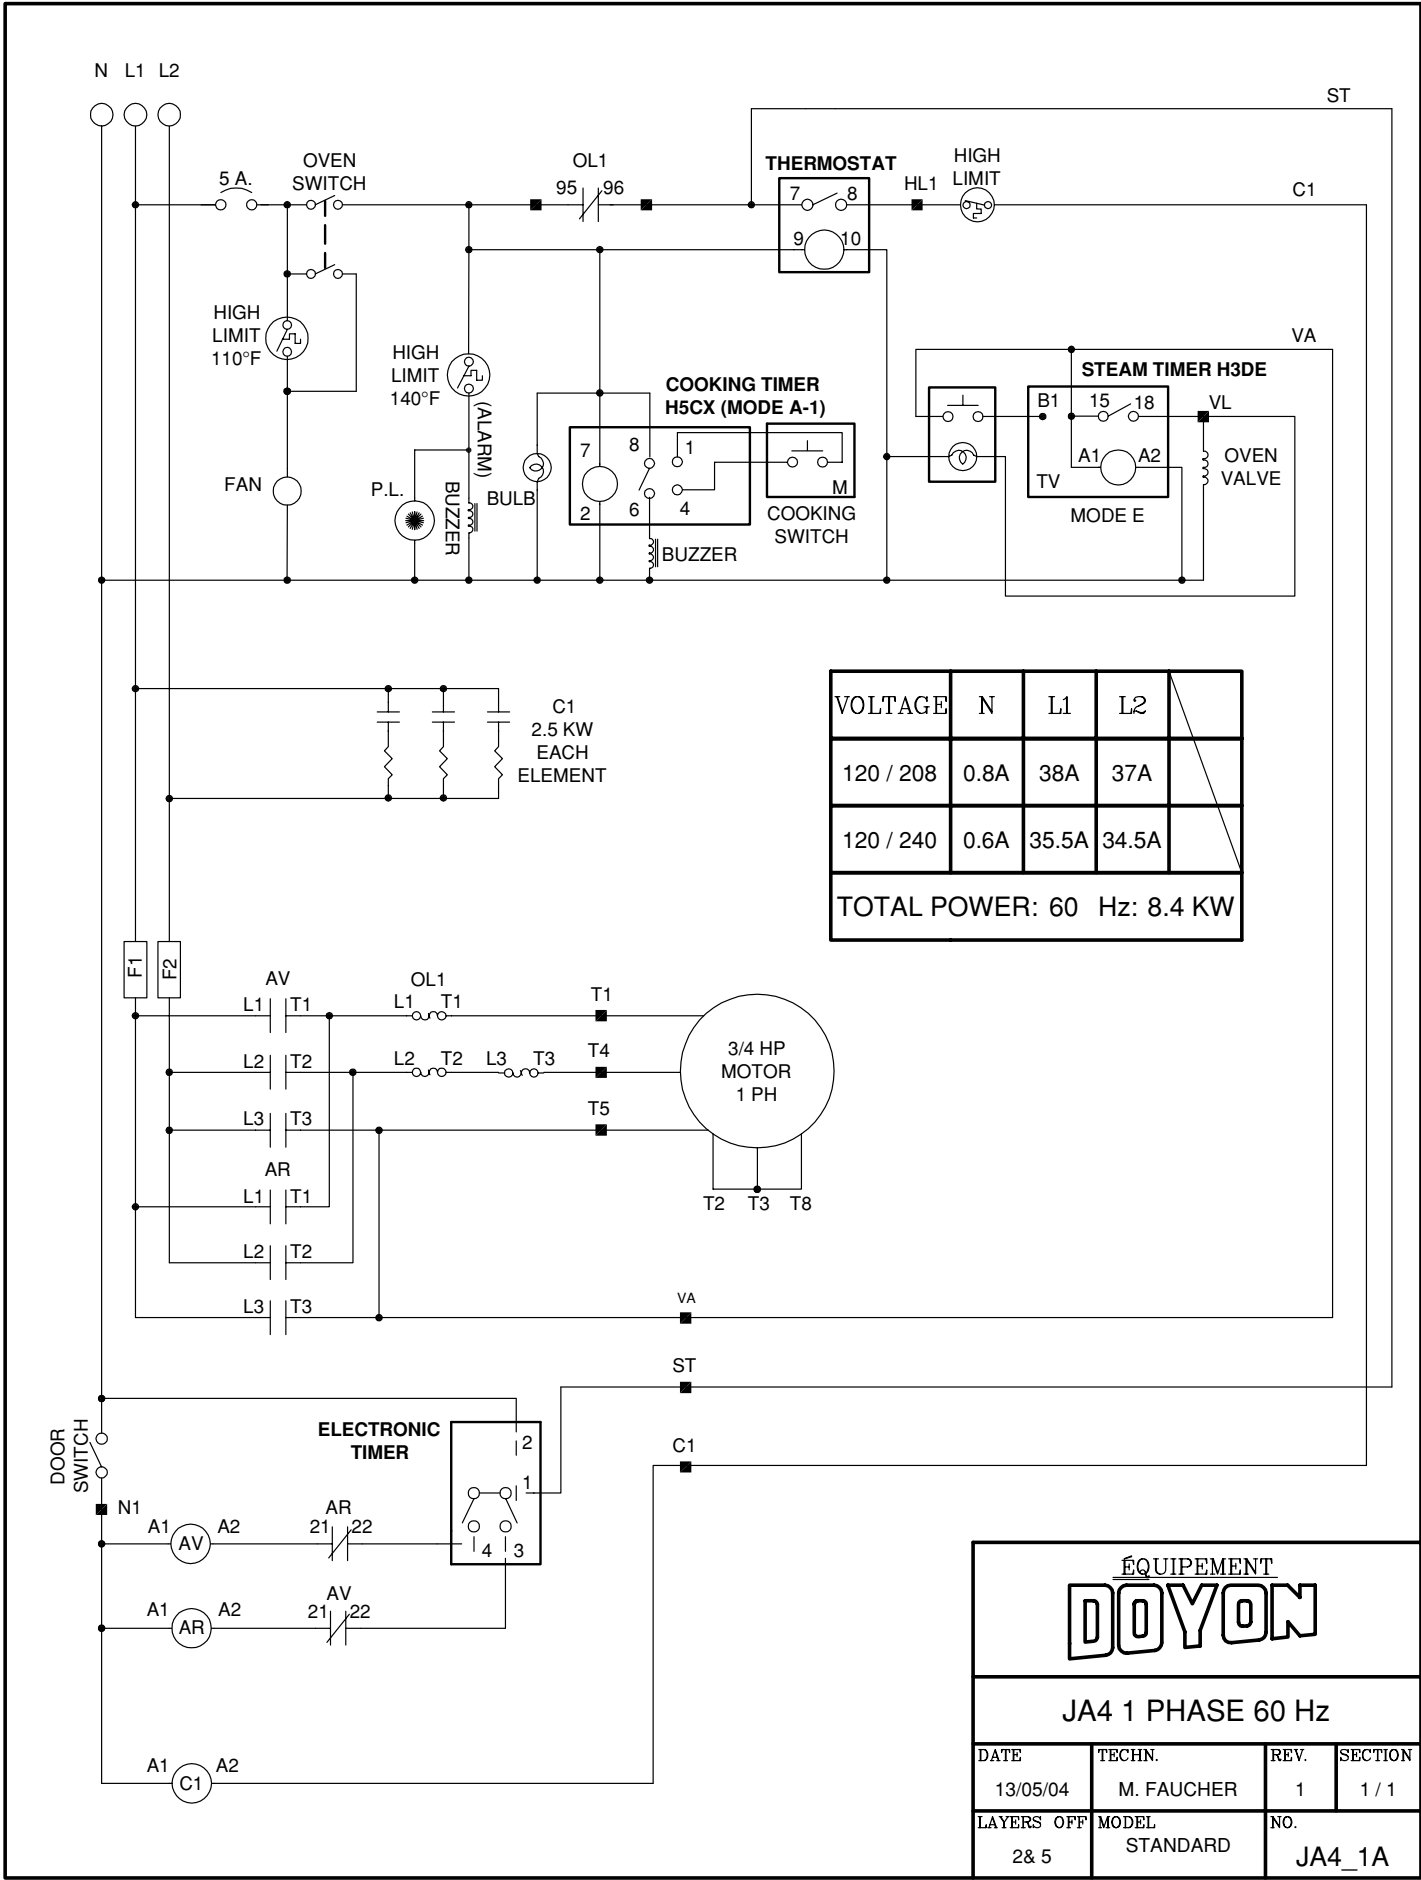 N L1 L2
ST
OVEN
SWITCH
5 A.
OL1
95 96
THERMOSTAT
7 8
9 10
HL1
HIGH
LIMIT
C1
HIGH
LIMIT
110°F
FAN
HIGH
LIMIT
140°F
(ALARM)
P.L.
BUZZER
BULB
COOKING TIMER
H5CX (MODE A-1)
7 8 1
2 6 4
BUZZER
M
COOKING
SWITCH
VA
STEAM TIMER H3DE
B1 15 18
A1 A2
TV
MODE E
VL
OVEN
VALVE
C1
2.5 KW
EACH
ELEMENT
VOLTAGE N L1 L2
120 / 208 0.8A 38A 37A
120 / 240 0.6A 35.5A 34.5A
TOTAL POWER: 60 Hz: 8.4 KW
F1 F2
AV
L1 T1
L2 T2
L3 T3
AR
L1 T1
L2 T2
L3 T3
OL1
L1 T1
L2 T2 L3 T3
T1
T4
T5
3/4 HP
MOTOR
1 PH
T2 T3 T8
VA
ST
C1
DOOR
SWITCH
N1
ELECTRONIC
TIMER
2
1
4 3
A1 AV A2
AR
21 22
A1 AR A2
AV
21 22
A1 C1 A2
ÉQUIPEMENT
DOYON
JA4 1 PHASE 60 Hz
DATE TECHN. REV. SECTION
13/05/04 M. FAUCHER 1 1 / 1
LAYERS OFF MODEL NO.
2& 5 STANDARD JA4_1A